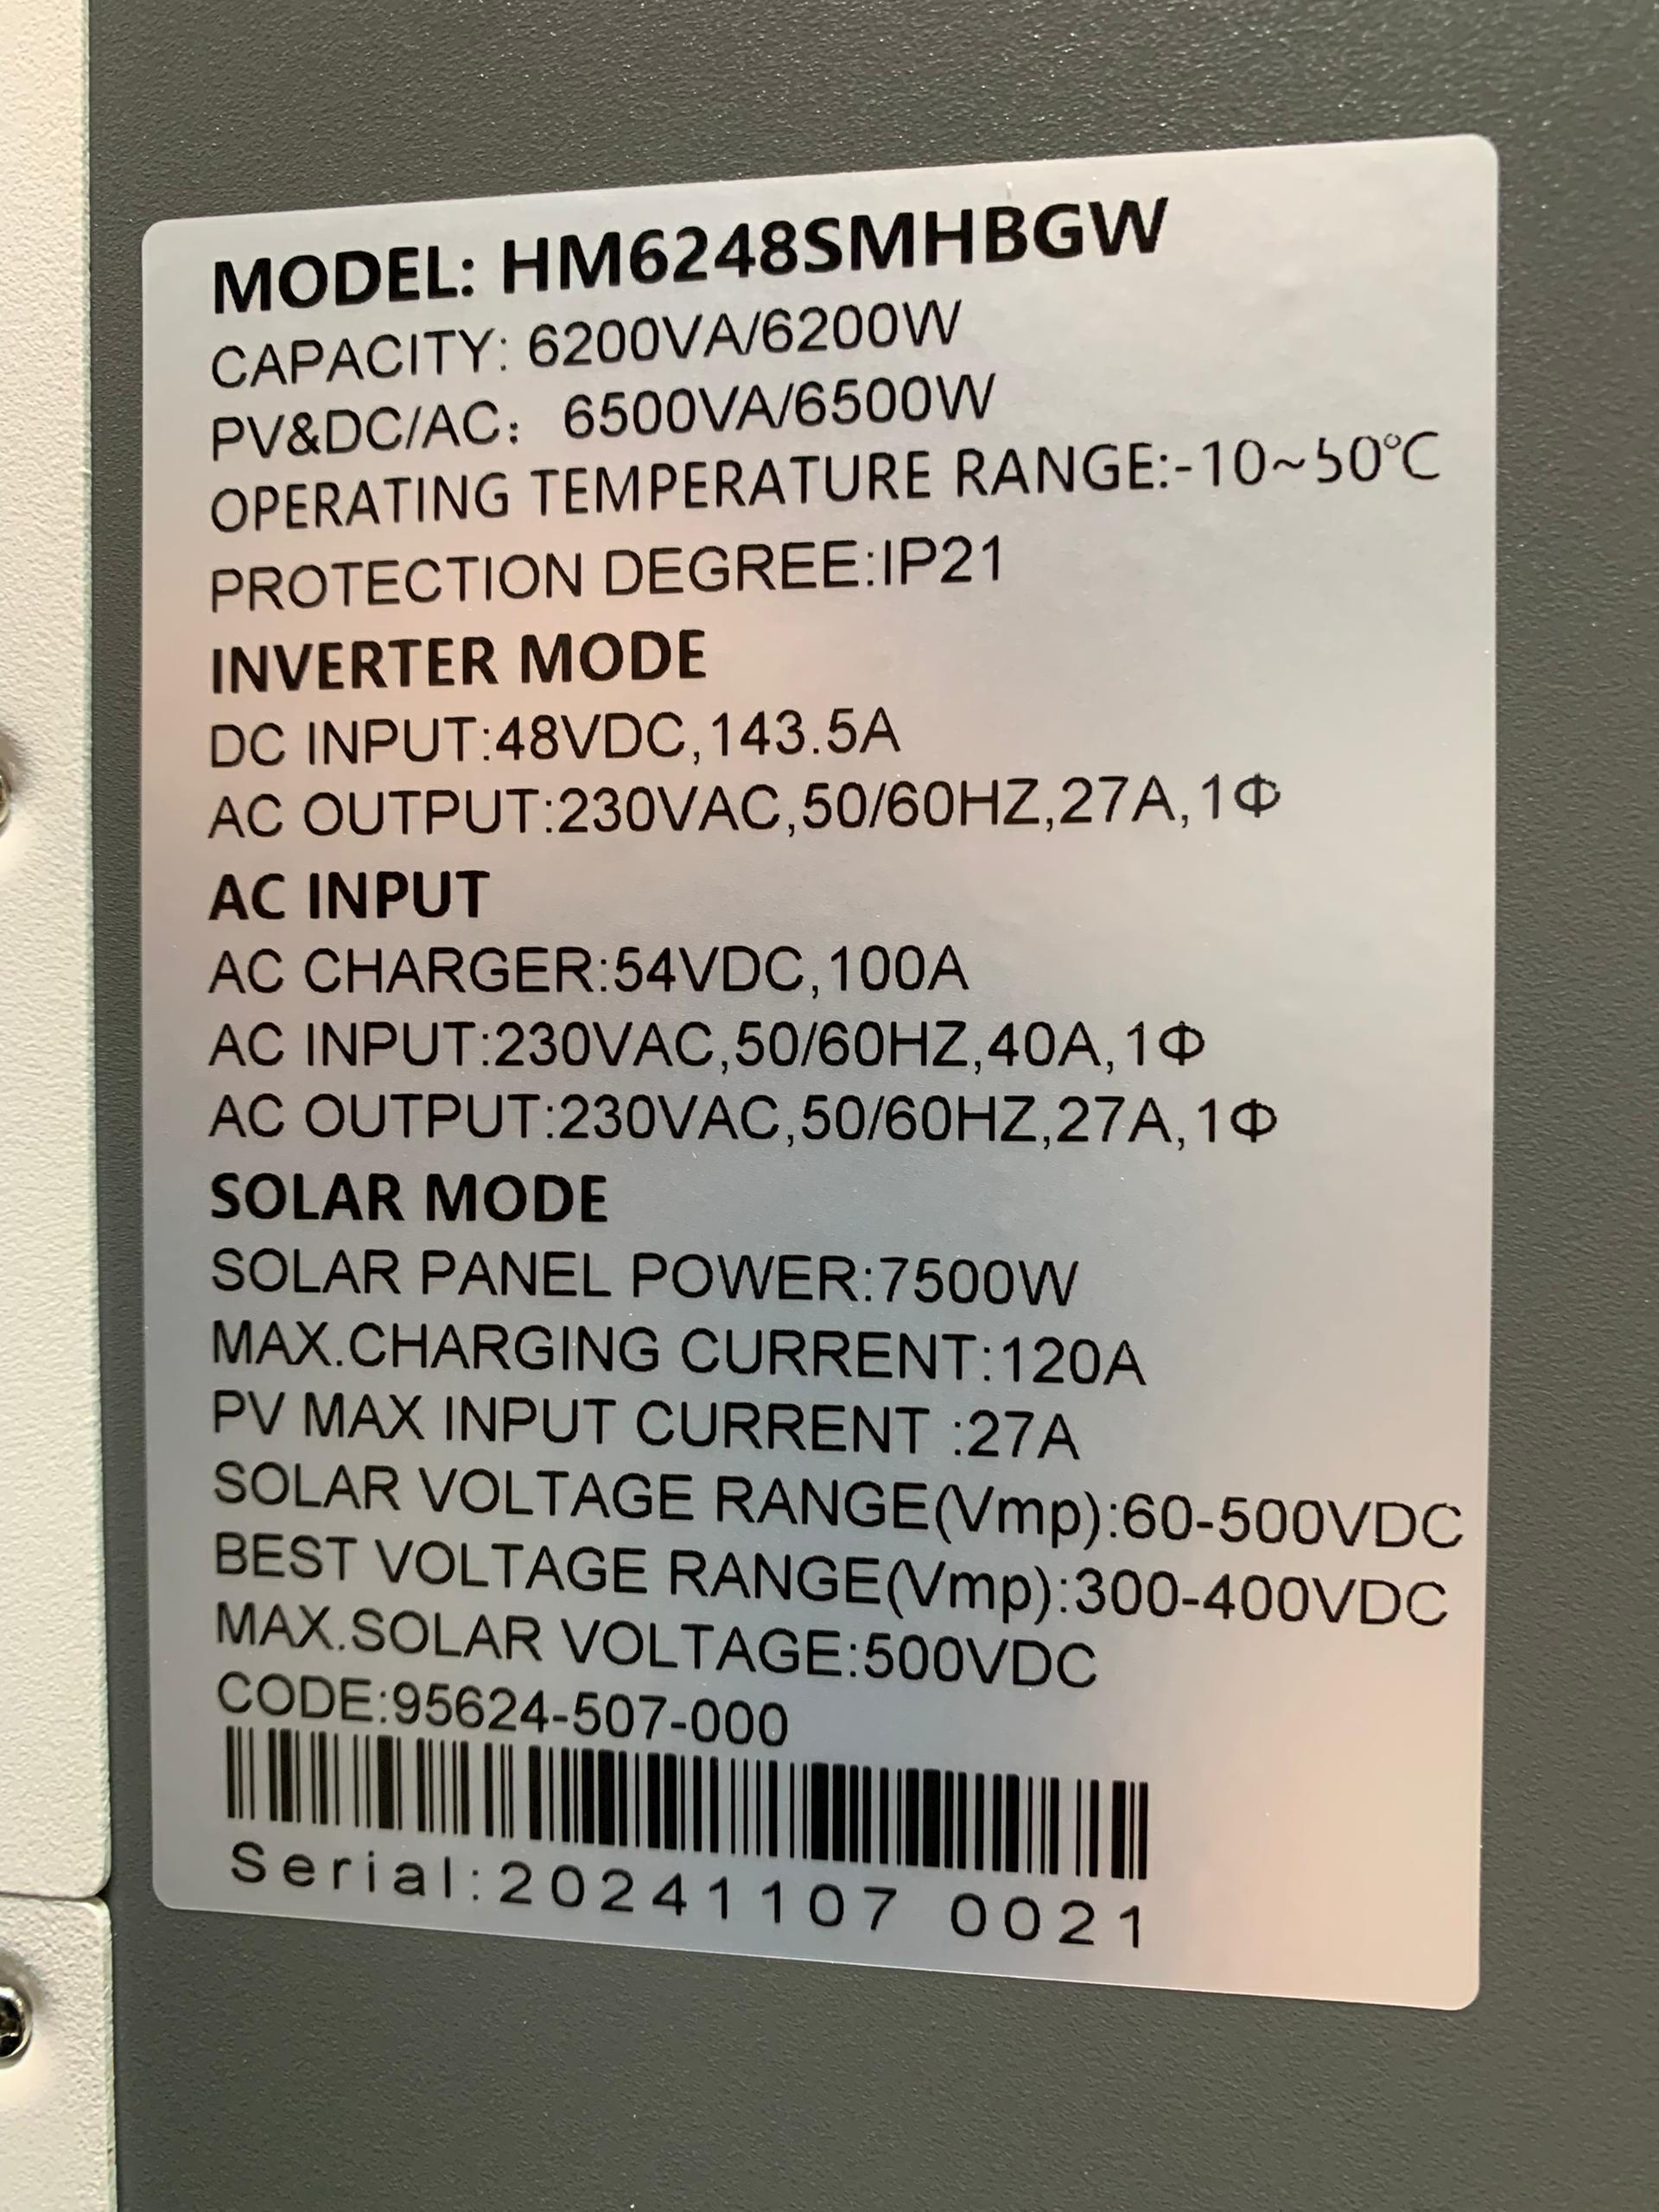 MODEL: HM6248SMHBGW
CAPACITY: 6200VA/6200W
PV&DC/AC: 6500VA/6500W
OPERATING TEMPERATURE RANGE:-10~50℃
PROTECTION DEGREE:IP21
INVERTER MODE
DC INPUT:48VDC,143.5A
AC OUTPUT:230VAC,50/60HZ,27A,1Φ
AC INPUT
AC CHARGER:54VDC,100A
AC INPUT:230VAC,50/60HZ,40A,1Φ
AC OUTPUT:230VAC,50/60HZ,27A,1Φ
SOLAR MODE
SOLAR PANEL POWER:7500W
MAX.CHARGING CURRENT:120A
PV MAX INPUT CURRENT :27A
SOLAR VOLTAGE RANGE(Vmp):60-500VDC
BEST VOLTAGE RANGE(Vmp):300-400VDC
MAX.SOLAR VOLTAGE:500VDC
CODE:95624-507-000
Serial:20241107 0021